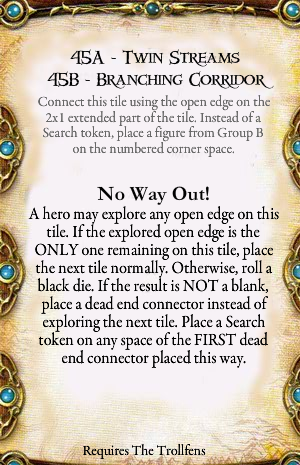 45A - Twin Streams
45B - Branching Corridor
Connect this tile using the open edge on the
2x1 extended part of the tile. Instead of a
Search token, place a figure from Group B
on the numbered corner space.
No Way Out!
A hero may explore any open edge on this
tile. If the explored open edge is the
ONLY one remaining on this tile, place
the next tile normally. Otherwise, roll a
black die. If the result is NOT a blank,
place a dead end connector instead of
exploring the next tile. Place a Search
token on any space of the FIRST dead
end connector placed this way.
Requires The Trollfens